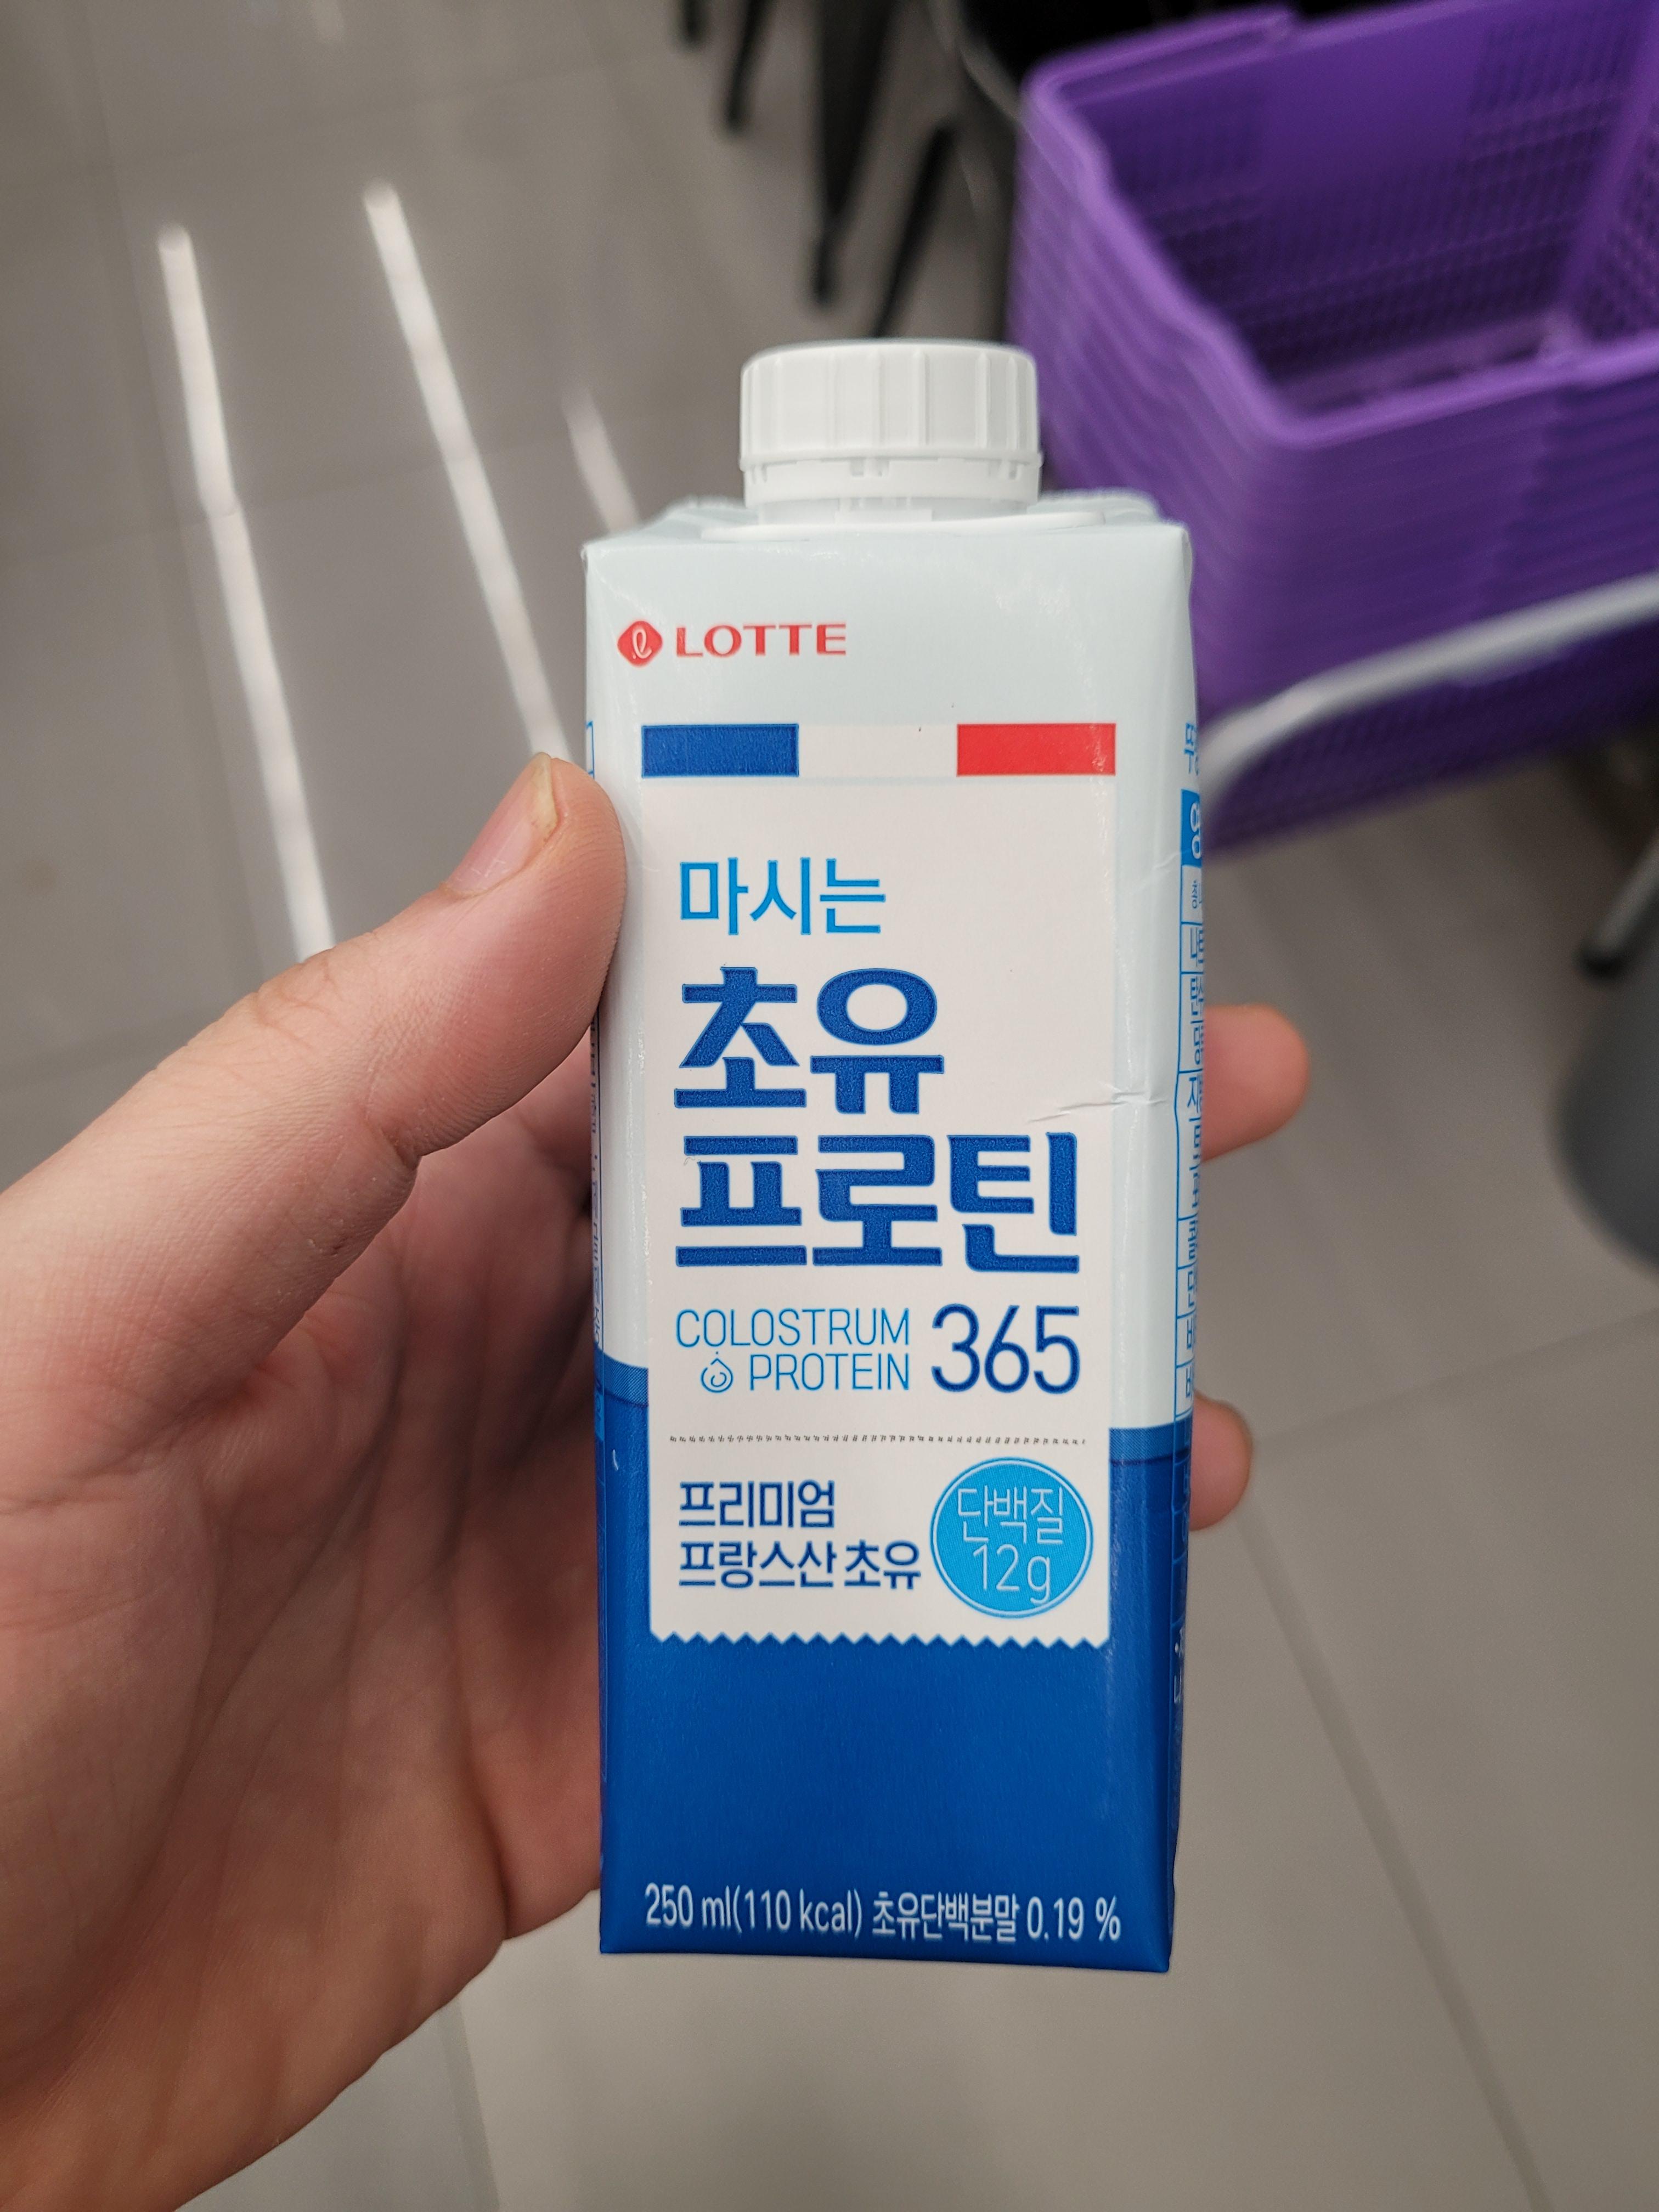 LOTTE
마시는
초유
프로틴
COLOSTRUM
PROTEIN 365
프리미엄
프랑스산 초유
단백질
12g
250 ml(110 kcal) 초유단백분말 0.19 %